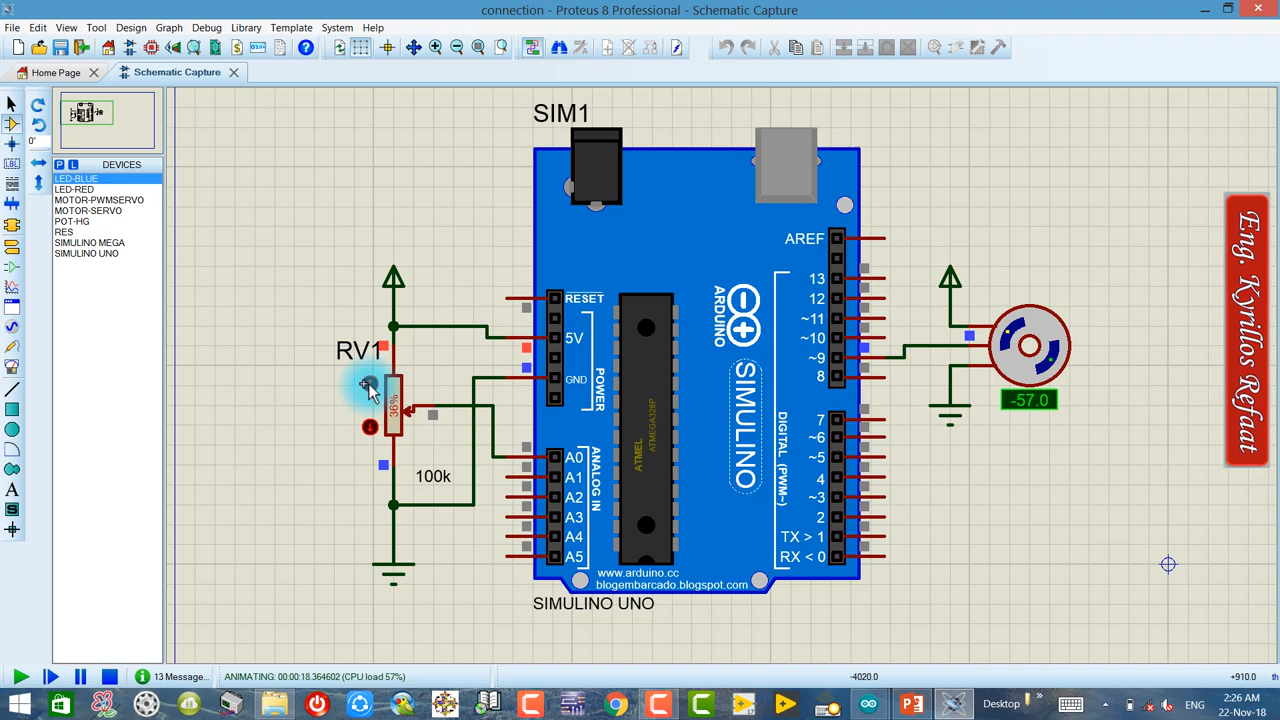 connection - Proteus 8 Professional - Schematic Capture
File Edit View Tool Design Graph Debug Library Template System Help
Home Page
Schematic Capture
0°
P L DEVICES
LED-BLUE
LED-RED
MOTOR-PWMSERVO
MOTOR-SERVO
POT-HG
RES
SIMULINO MEGA
SIMULINO UNO
LBL
SIM1
RV1
36%
100k
RESET
5V
GND
POWER
A0
A1
A2
A3
A4
A5
ANALOG IN
ATMEL
ATMEGA328P
ARDUINO
SIMULINO
AREF
13
12
~11
~10
~9
8
7
~6
~5
4
~3
2
TX > 1
RX < 0
DIGITAL (PWM~)
www.arduino.cc
blogembarcado.blogspot.com
SIMULINO UNO
-57.0
Eng. Kyrillos Refaat
13 Message...
ANIMATING: 00:00:18.364602 (CPU load 57%)
-4020.0
+910.0
th
Desktop
ENG
2:26 AM
22-Nov-18